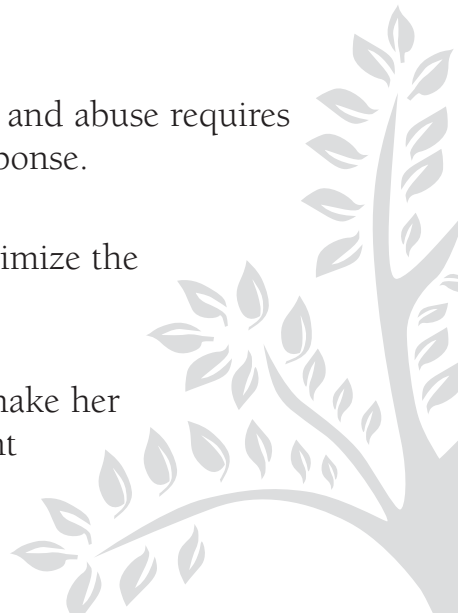 and abuse requires
ponse.
imize the
make her
nt